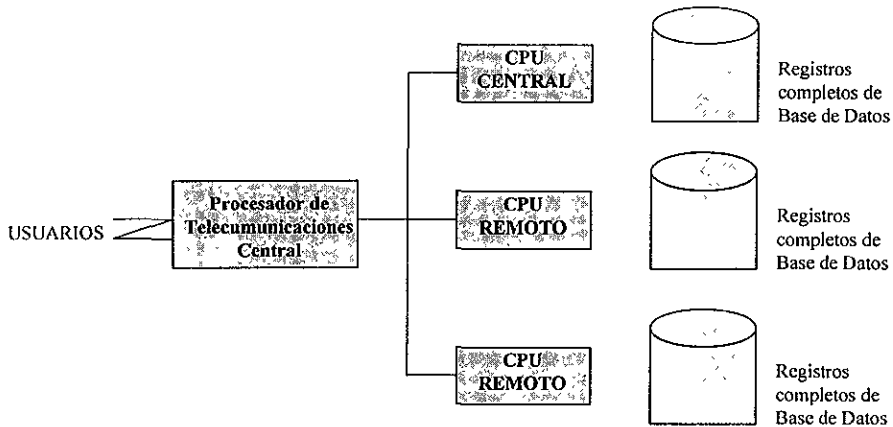 CPU
CENTRAL
Registros
completos de
Base de Datos
USUARIOS
Procesador de
Telecumunicaciones
Central
CPU
REMOTO
Registros
completos de
Base de Datos
CPU
REMOTO
Registros
completos de
Base de Datos